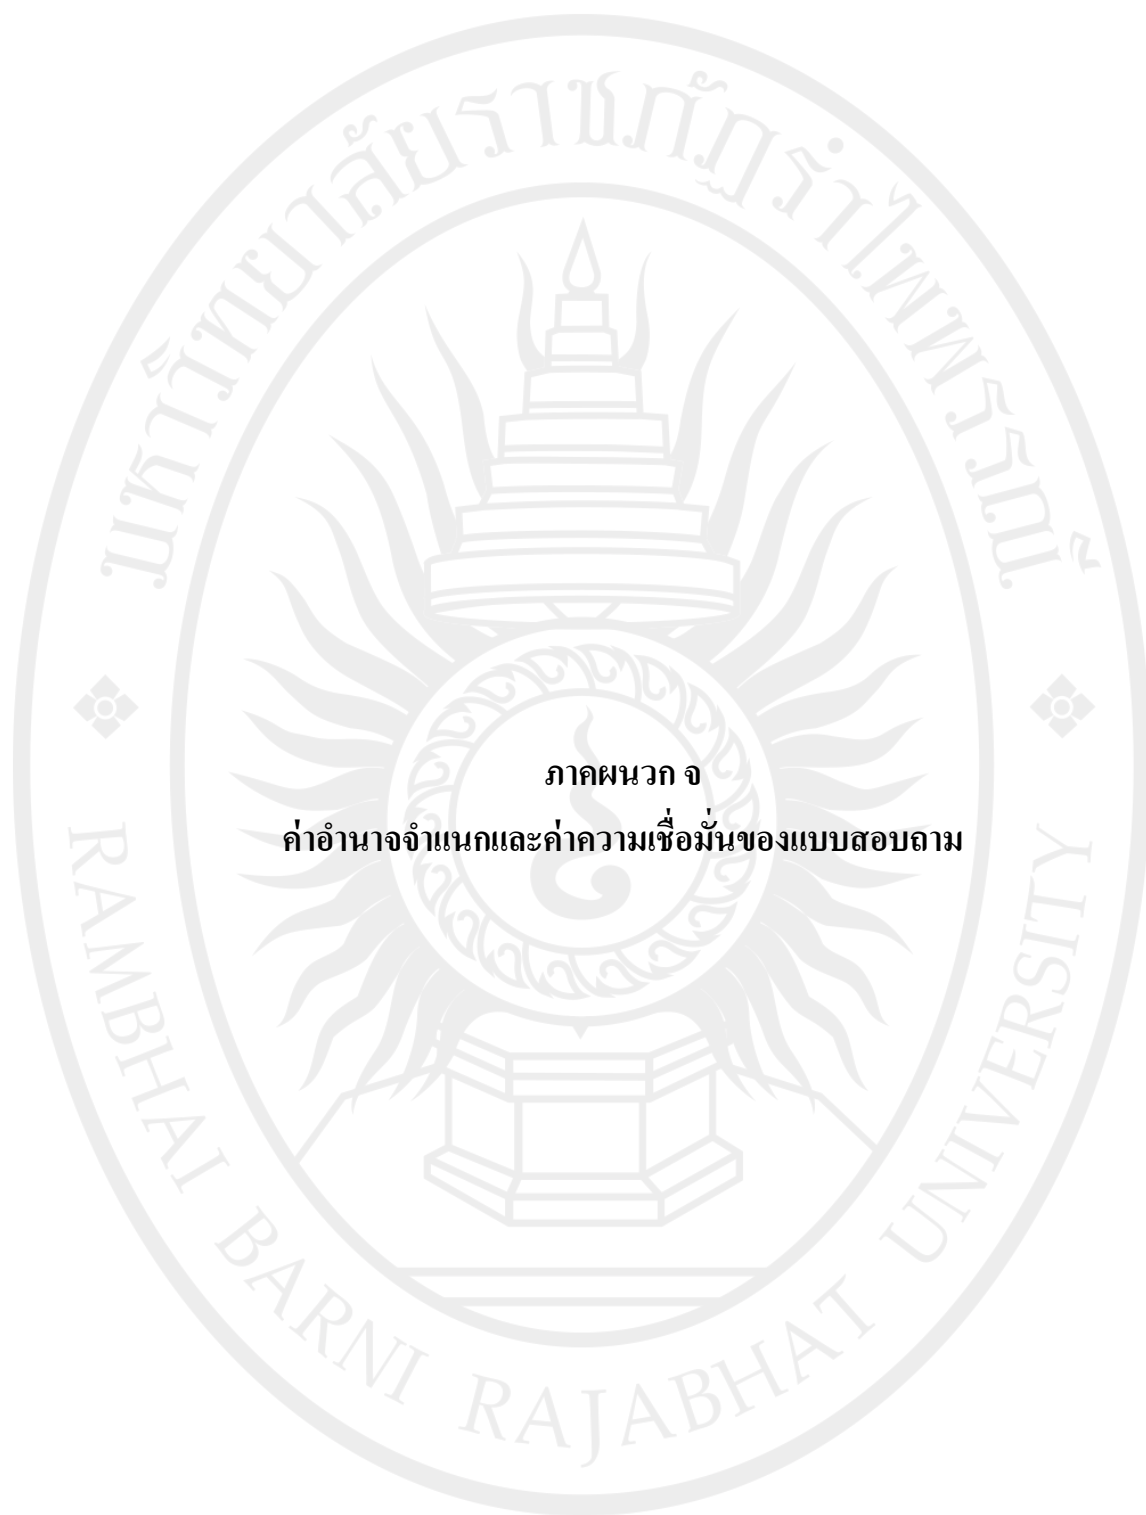 มหาวิทยาลัยราชภัฏรำไพพรรณี
ภาคผนวก จ
ค่าอำนาจจำแนกและค่าความเชื่อมั่นของแบบสอบถาม
RAMBHAI BARNI RAJABHAT UNIVERSITY